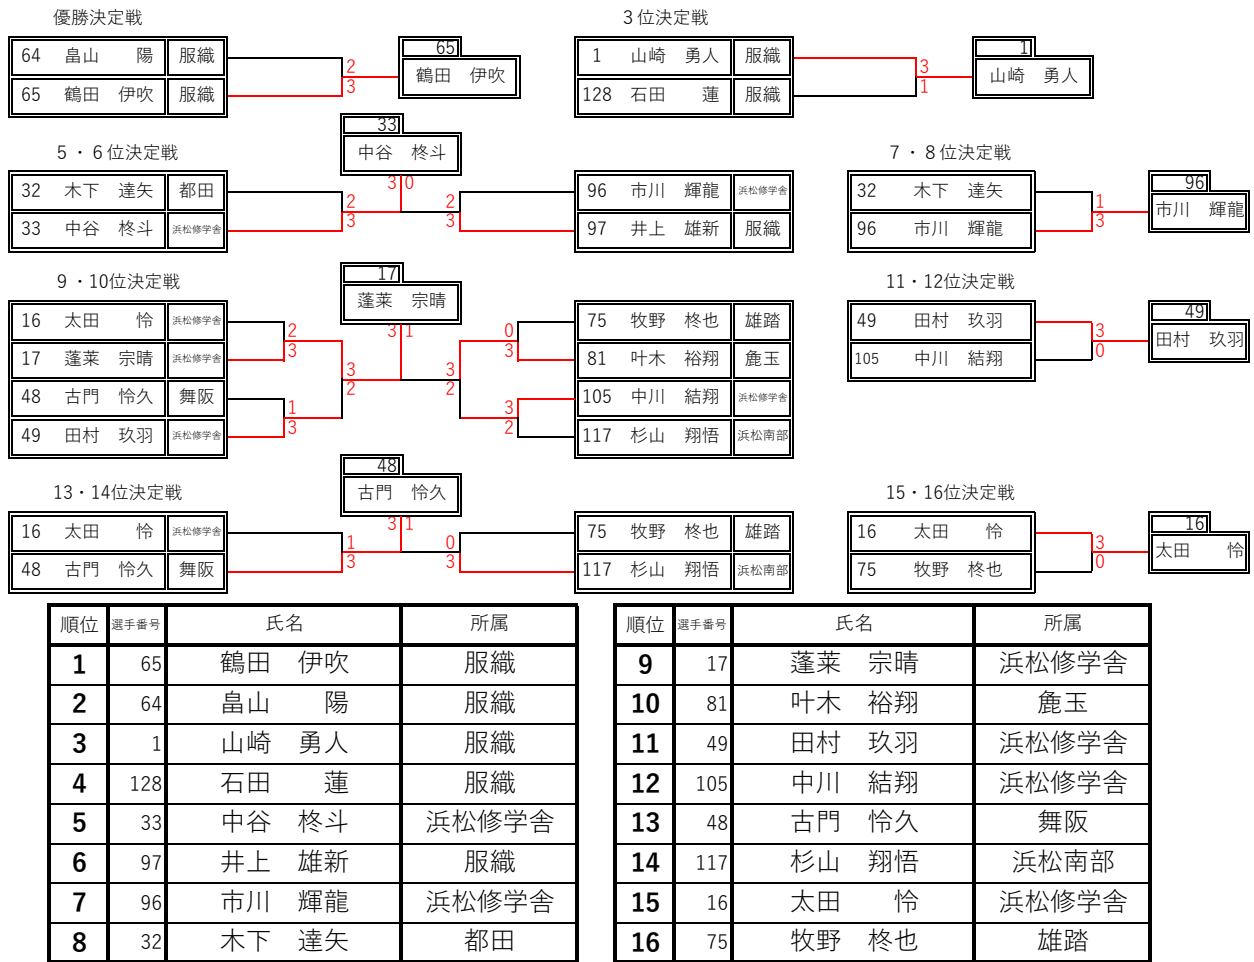 優勝決定戦
64 畠山　陽 服織
65 鶴田　伊吹 服織
2
3
65
鶴田　伊吹
３位決定戦
1 山崎　勇人 服織
128 石田　蓮 服織
3
1
1
山崎　勇人
５・６位決定戦
32 木下　達矢 都田
33 中谷　柊斗 浜松修学舎
2
3
33
中谷　柊斗
3 0
2
3
96 市川　輝龍 浜松修学舎
97 井上　雄新 服織
７・８位決定戦
32 木下　達矢
96 市川　輝龍
1
3
96
市川　輝龍
９・10位決定戦
16 太田　怜 浜松修学舎
17 蓬莱　宗晴 浜松修学舎
48 古門　怜久 舞阪
49 田村　玖羽 浜松修学舎
2
3
1
3
3
2
17
蓬莱　宗晴
3 1
3
2
0
3
3
2
75 牧野　柊也 雄踏
81 叶木　裕翔 麁玉
105 中川　結翔 浜松修学舎
117 杉山　翔悟 浜松南部
11・12位決定戦
49 田村　玖羽
105 中川　結翔
3
0
49
田村　玖羽
13・14位決定戦
16 太田　怜 浜松修学舎
48 古門　怜久 舞阪
1
3
48
古門　怜久
3 1
0
3
75 牧野　柊也 雄踏
117 杉山　翔悟 浜松南部
15・16位決定戦
16 太田　怜
75 牧野　柊也
3
0
16
太田　怜
順位 選手番号 氏名 所属
1 65 鶴田　伊吹 服織
2 64 畠山　陽 服織
3 1 山崎　勇人 服織
4 128 石田　蓮 服織
5 33 中谷　柊斗 浜松修学舎
6 97 井上　雄新 服織
7 96 市川　輝龍 浜松修学舎
8 32 木下　達矢 都田
順位 選手番号 氏名 所属
9 17 蓬莱　宗晴 浜松修学舎
10 81 叶木　裕翔 麁玉
11 49 田村　玖羽 浜松修学舎
12 105 中川　結翔 浜松修学舎
13 48 古門　怜久 舞阪
14 117 杉山　翔悟 浜松南部
15 16 太田　怜 浜松修学舎
16 75 牧野　柊也 雄踏